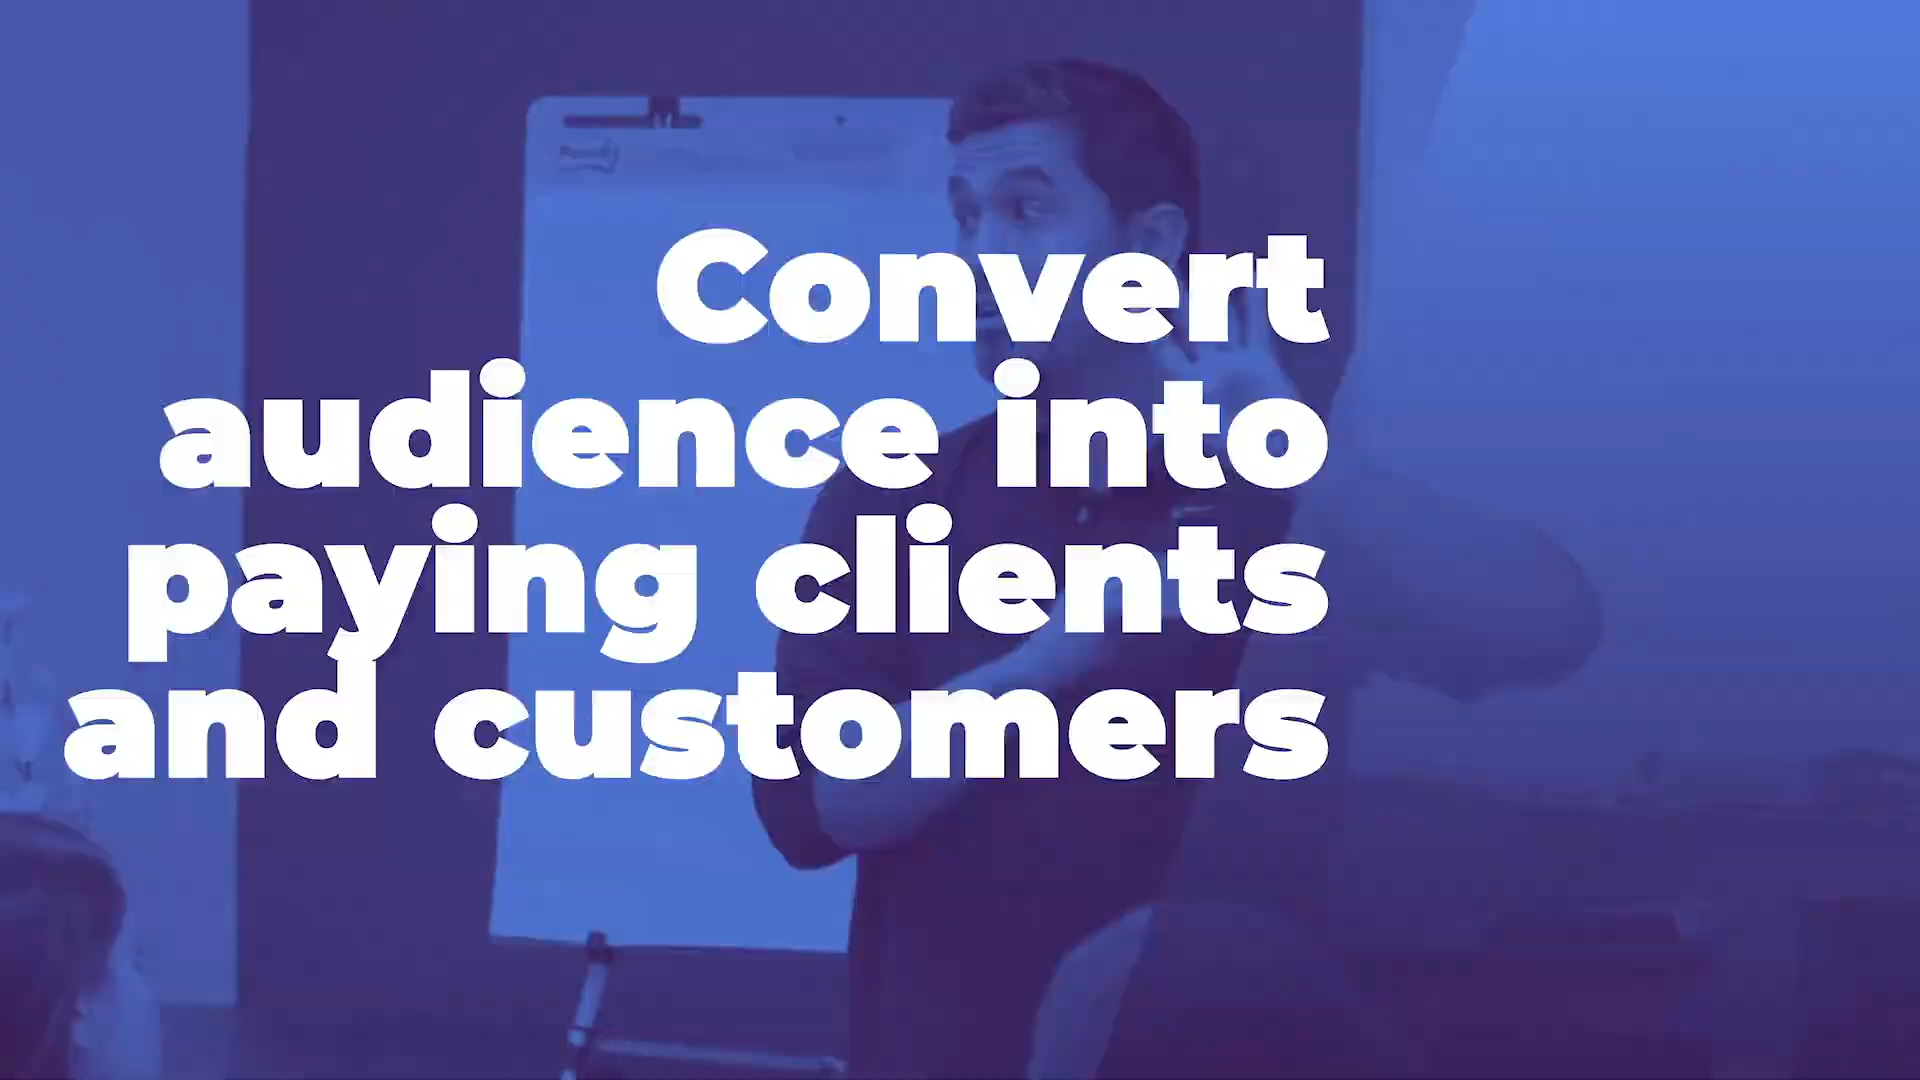 Convert
audience into
paying clients
and customers